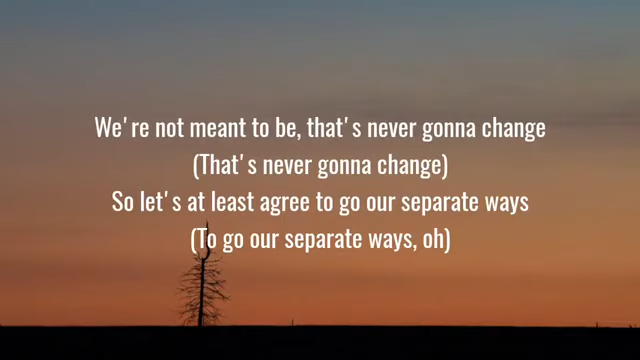 We're not meant to be, that's never gonna change
(That's never gonna change)
So let's at least agree to go our separate ways
(To go our separate ways, oh)